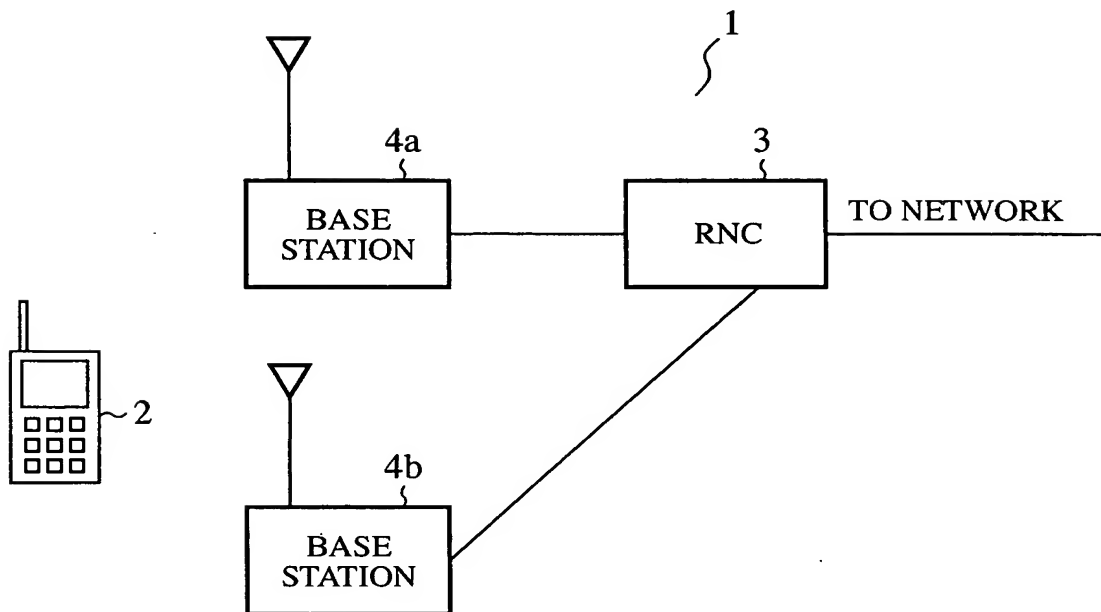 1
4a
3
BASE
STATION
RNC
TO NETWORK
2
4b
BASE
STATION